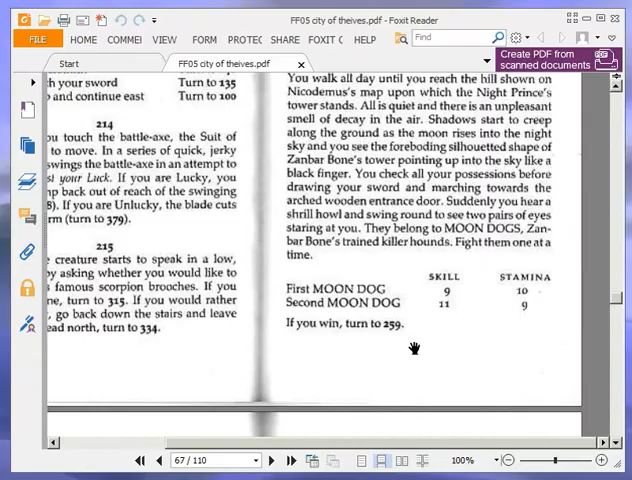 FF05 city of theives.pdf - Foxit Reader
FILE HOME COMMEI VIEW FORM PROTEC SHARE FOXIT C HELP Find
Create PDF from
scanned documents
Start FF05 city of theives.pdf
ch your sword Turn to 135
o and continue east Turn to 100
214
ou touch the battle-axe, the Suit of
to move. In a series of quick, jerky
swings the battle-axe in an attempt to
st your Luck. If you are Lucky, you
mp back out of reach of the swinging
8). If you are Unlucky, the blade cuts
rm (turn to 379).
215
e creature starts to speak in a low,
by asking whether you would like to
s famous scorpion brooches. If you
ne, turn to 315. If you would rather
, go back down the stairs and leave
ead north, turn to 334.
You walk all day until you reach the hill shown on
Nicodemus's map upon which the Night Prince's
tower stands. All is quiet and there is an unpleasant
smell of decay in the air. Shadows start to creep
along the ground as the moon rises into the night
sky and you see the foreboding silhouetted shape of
Zanbar Bone's tower pointing up into the sky like a
black finger. You check all your possessions before
drawing your sword and marching towards the
arched wooden entrance door. Suddenly you hear a
shrill howl and swing round to see two pairs of eyes
staring at you. They belong to MOON DOGS, Zan-
bar Bone's trained killer hounds. Fight them one at a
time.
SKILL STAMINA
First MOON DOG 9 10
Second MOON DOG 11 9
If you win, turn to 259.
67 / 110 100%